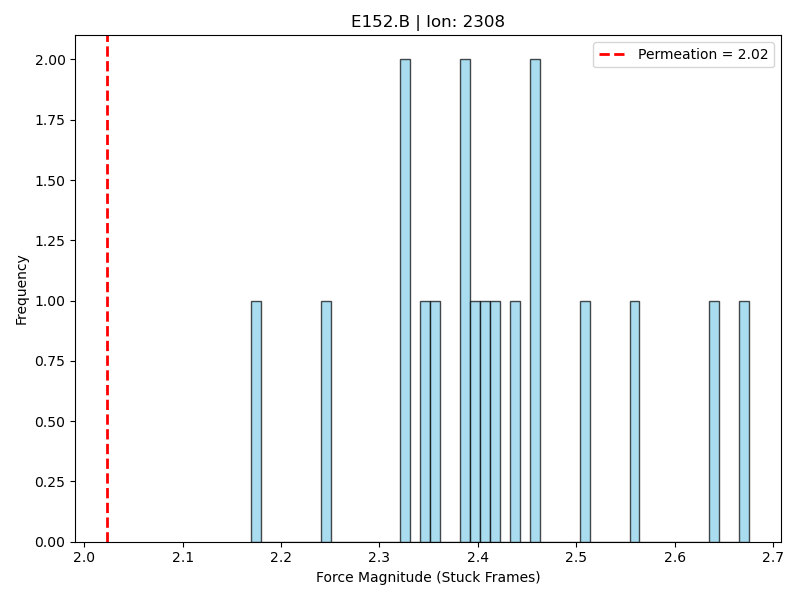 E152.B | Ion: 2308
Permeation = 2.02
Frequency
2.00
1.75
1.50
1.25
1.00
0.75
0.50
0.25
0.00
2.0 2.1 2.2 2.3 2.4 2.5 2.6 2.7
Force Magnitude (Stuck Frames)